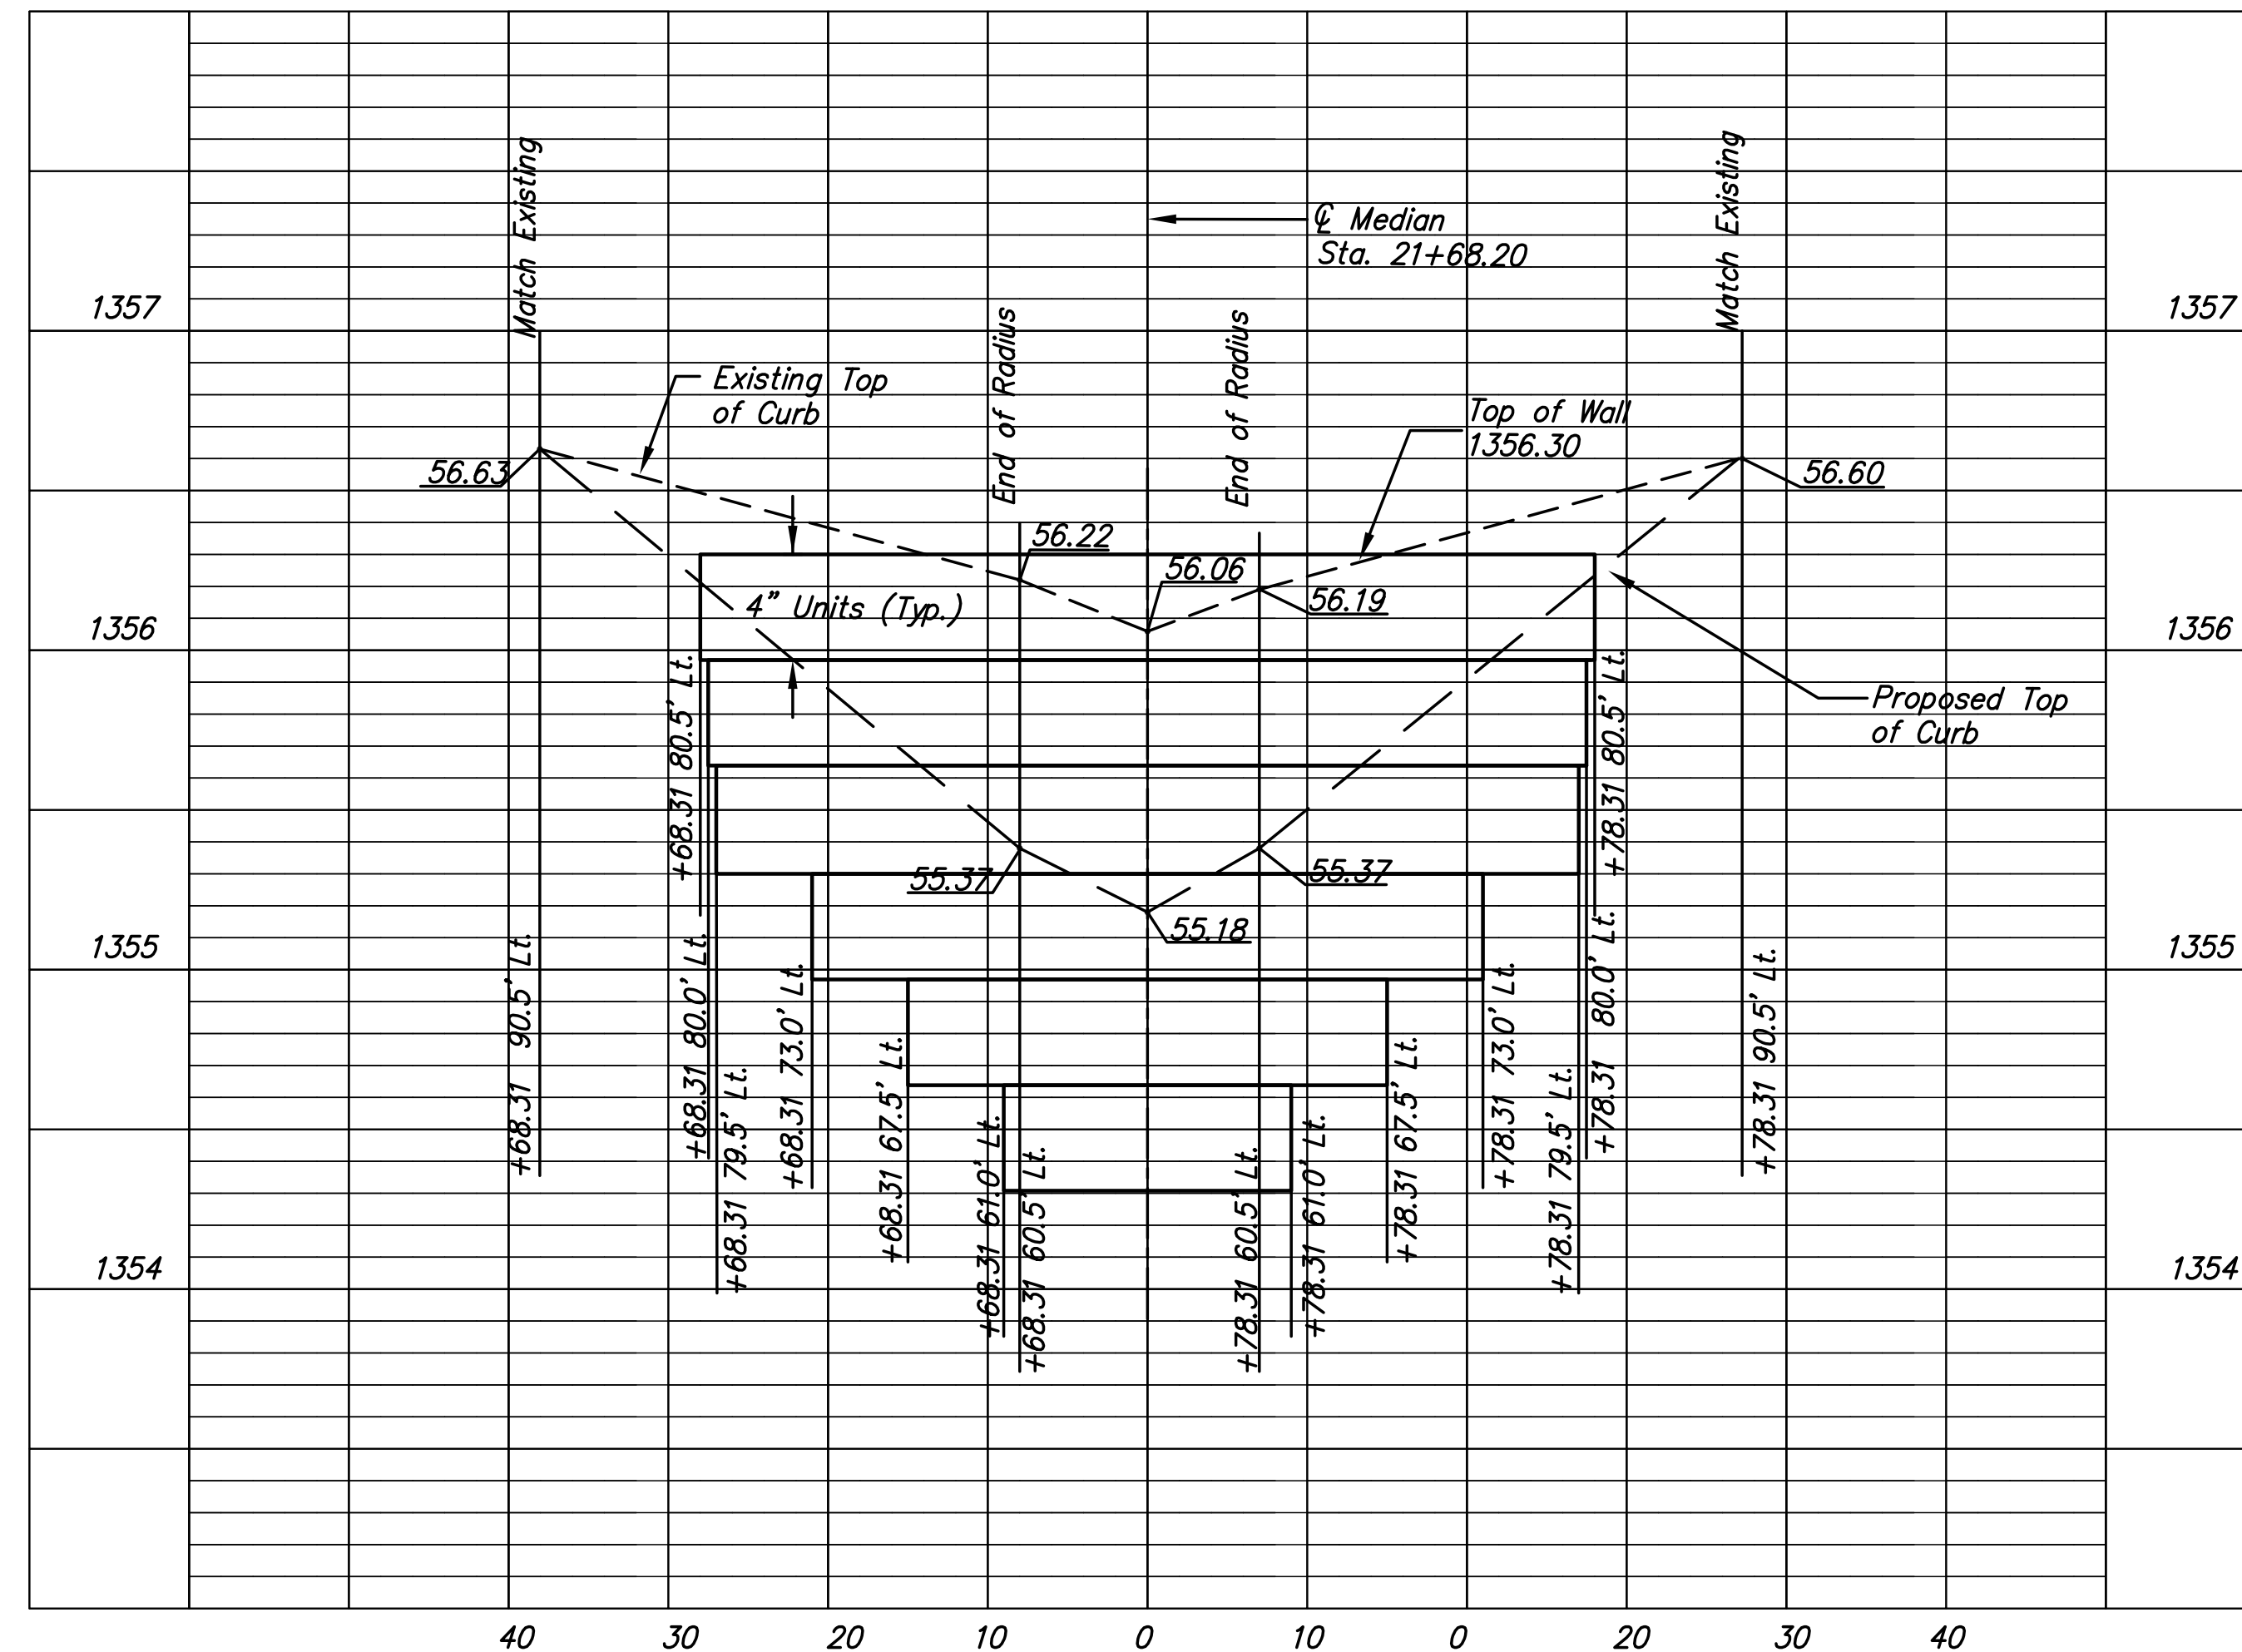 Match Existing
Match Existing
℄ Median
Sta. 21+68.20
1357
1357
End of Radius
End of Radius
Existing Top
of Curb
Top of Wall
1356.30
56.63
56.60
56.22
56.06
56.19
4" Units (Typ.)
1356
1356
+68.31 80.5' Lt.
+78.31 80.5' Lt.
Proposed Top
of Curb
55.37
55.37
55.18
1355
1355
+68.31 90.5' Lt.
+68.31 80.0' Lt.
+68.31 79.5' Lt.
+68.31 73.0' Lt.
+68.31 67.5' Lt.
+68.31 61.0' Lt.
+68.31 60.5' Lt.
+78.31 60.5' Lt.
+78.31 61.0' Lt.
+78.31 67.5' Lt.
+78.31 73.0' Lt.
+78.31 79.5' Lt.
+78.31 80.0' Lt.
+78.31 90.5' Lt.
1354
1354
40 30 20 10 0 10 0 20 30 40